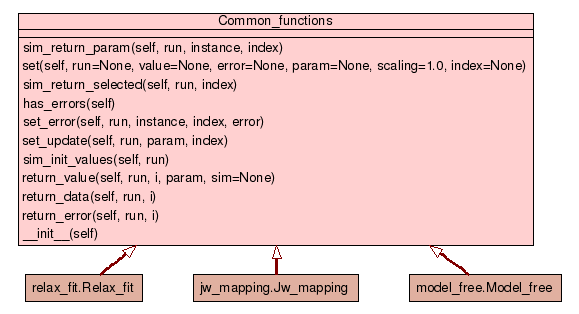 Common_functions
sim_return_param(self, run, instance, index)
set(self, run=None, value=None, error=None, param=None, scaling=1.0, index=None)
sim_return_selected(self, run, index)
has_errors(self)
set_error(self, run, instance, index, error)
set_update(self, run, param, index)
sim_init_values(self, run)
return_value(self, run, i, param, sim=None)
return_data(self, run, i)
return_error(self, run, i)
__init__(self)
relax_fit.Relax_fit
jw_mapping.Jw_mapping
model_free.Model_free